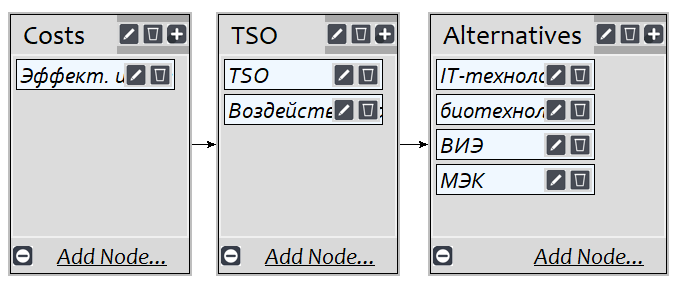 Costs
Эффект. и
Add Node...
TSO
TSO
Воздейств
Add Node...
Alternatives
IT-техноло
биотехнол
ВИЭ
МЭК
Add Node...